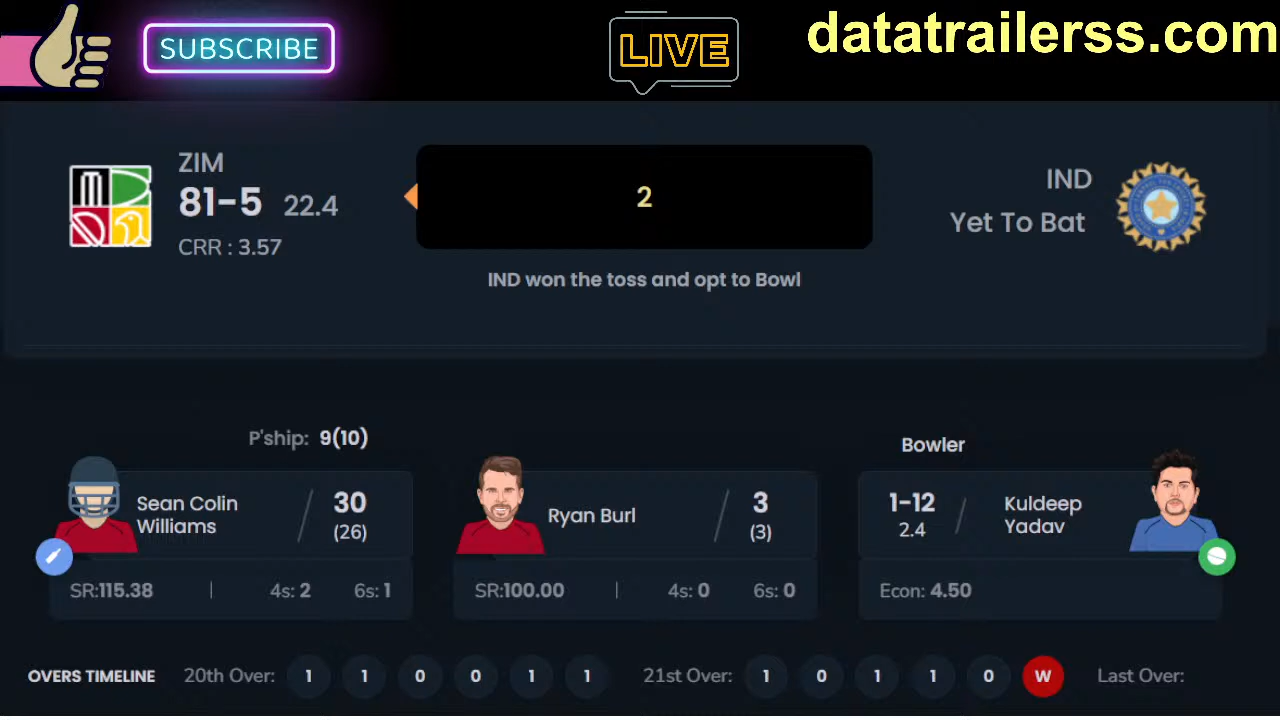 SUBSCRIBE
LIVE
datatrailerss.com
ZIM
81-5 22.4
CRR : 3.57
2
IND won the toss and opt to Bowl
IND
Yet To Bat
P'ship: 9(10)
Sean Colin
Williams
30
(26)
SR:115.38 | 4s: 2 6s: 1
Ryan Burl
3
(3)
SR:100.00 | 4s: 0 6s: 0
Bowler
1-12
2.4
Kuldeep
Yadav
Econ: 4.50
OVERS TIMELINE 20th Over: 1 1 0 0 1 1 21st Over: 1 0 1 1 0 W Last Over: